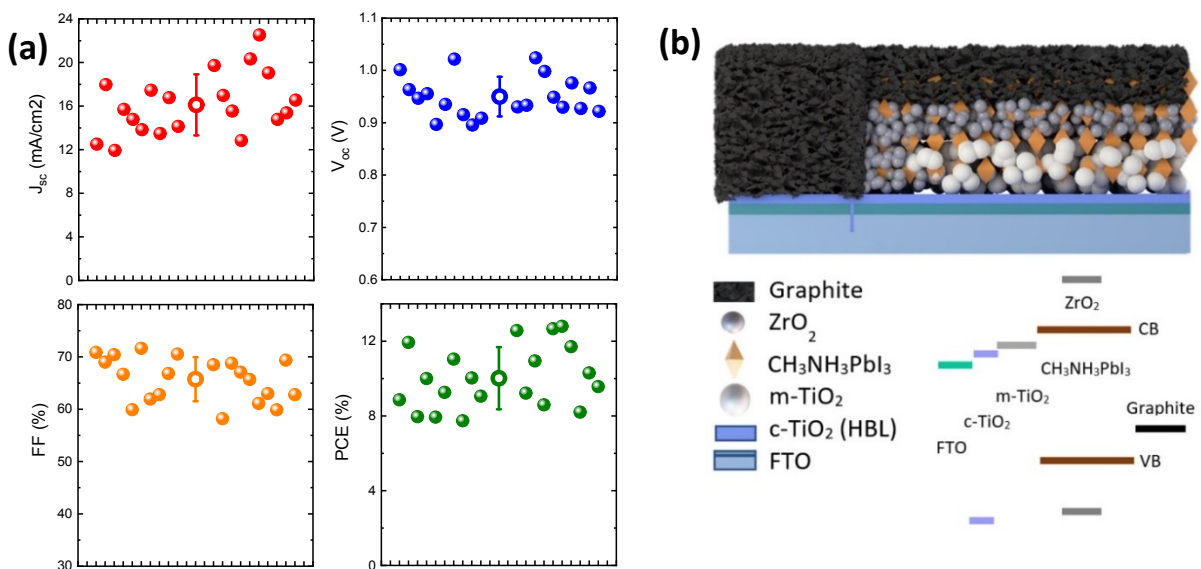 (a)
24
20
16
12
8
4
0
J_sc (mA/cm2)
1.1
1.0
0.9
0.8
0.7
0.6
V_oc (V)
80
70
60
50
40
30
FF (%)
12
8
4
0
PCE (%)
(b)
Graphite
ZrO₂
CH₃NH₃PbI₃
m-TiO₂
c-TiO₂ (HBL)
FTO
ZrO₂
CB
CH₃NH₃PbI₃
m-TiO₂
Graphite
c-TiO₂
FTO
VB